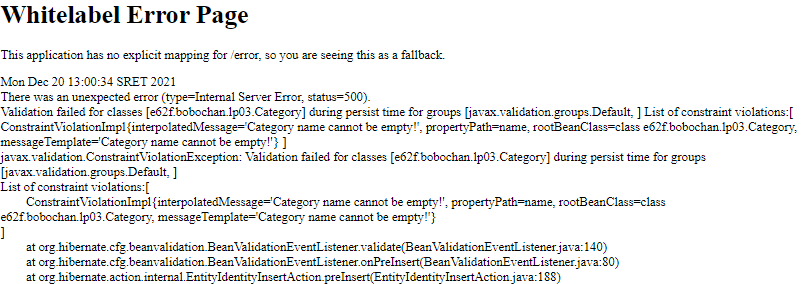 Whitelabel Error Page
This application has no explicit mapping for /error, so you are seeing this as a fallback.
Mon Dec 20 13:00:34 SRET 2021
There was an unexpected error (type=Internal Server Error, status=500).
Validation failed for classes [e62f.bobochan.lp03.Category] during persist time for groups [javax.validation.groups.Default, ] List of constraint violations:[
ConstraintViolationImpl{interpolatedMessage='Category name cannot be empty!', propertyPath=name, rootBeanClass=class e62f.bobochan.lp03.Category,
messageTemplate='Category name cannot be empty!'} ]
javax.validation.ConstraintViolationException: Validation failed for classes [e62f.bobochan.lp03.Category] during persist time for groups
[javax.validation.groups.Default, ]
List of constraint violations:[
ConstraintViolationImpl{interpolatedMessage='Category name cannot be empty!', propertyPath=name, rootBeanClass=class
e62f.bobochan.lp03.Category, messageTemplate='Category name cannot be empty!'}
]
at org.hibernate.cfg.beanvalidation.BeanValidationEventListener.validate(BeanValidationEventListener.java:140)
at org.hibernate.cfg.beanvalidation.BeanValidationEventListener.onPreInsert(BeanValidationEventListener.java:80)
at org.hibernate.action.internal.EntityIdentityInsertAction.preInsert(EntityIdentityInsertAction.java:188)